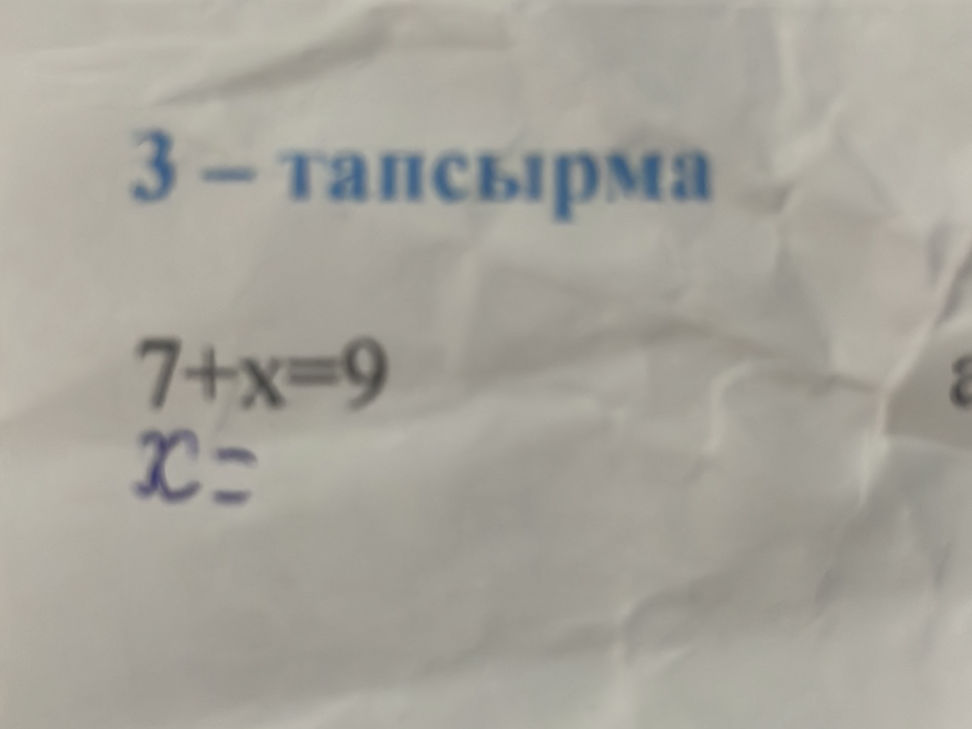 3 – тапсырма
7+x=9
x=